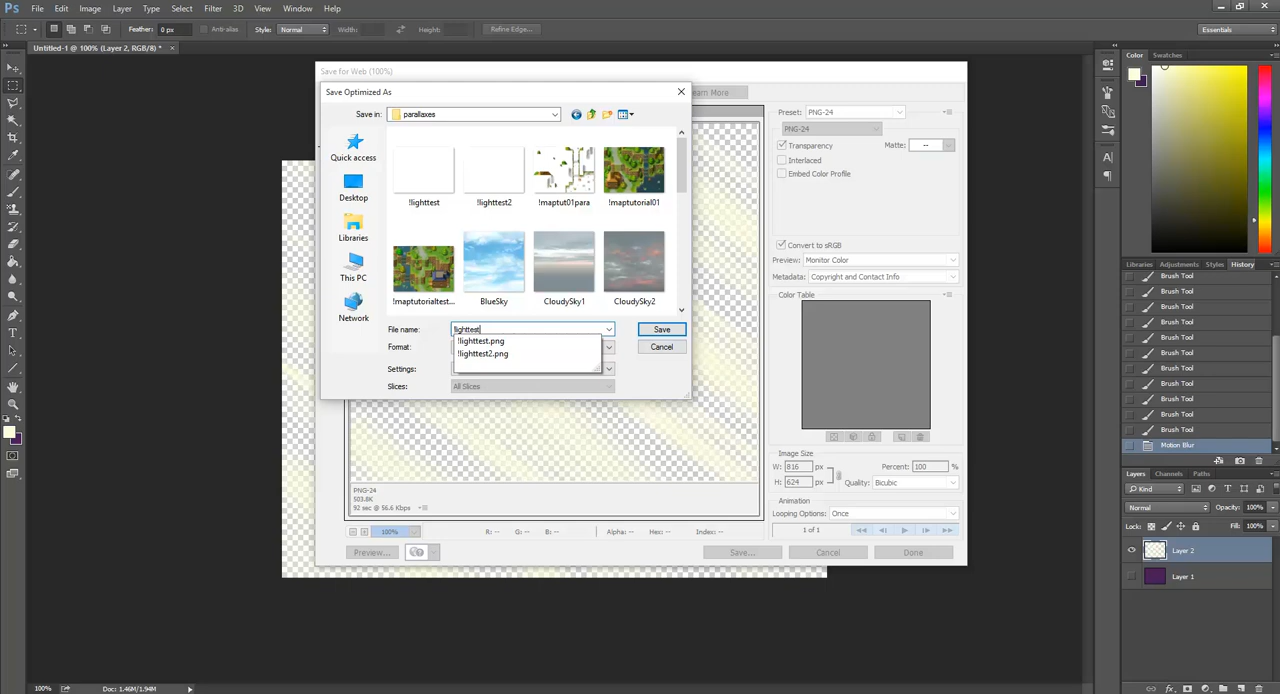 Ps File Edit Image Layer Type Select Filter 3D View Window Help
Feather: 0 px Anti-alias Style: Normal Width: Height: Refine Edge... Essentials
Untitled-1 @ 100% (Layer 2, RGB/8) * ×
Save for Web (100%)
Save Optimized As
Learn More
Save in: parallaxes
Quick access
Desktop
Libraries
This PC
Network
!lighttest !lighttest2 !maptut01para !maptutorial01
!maptutorialtest... BlueSky CloudySky1 CloudySky2
File name: !lighttest Save
!lighttest.png
!lighttest2.png
Format: Cancel
Settings:
Slices: All Slices
PNG-24
503.8K
92 sec @ 56.6 Kbps
100% R: -- G: -- B: -- Alpha: -- Hex: -- Index: --
Preview... Save... Cancel Done
Preset: PNG-24
PNG-24
Transparency Matte: --
Interlaced
Embed Color Profile
Convert to sRGB
Preview: Monitor Color
Metadata: Copyright and Contact Info
Color Table
Image Size
W: 816 px Percent: 100 %
H: 624 px Quality: Bicubic
Animation
Looping Options: Once
1 of 1
Color Swatches
Libraries Adjustments Styles History
Brush Tool
Brush Tool
Brush Tool
Brush Tool
Brush Tool
Brush Tool
Brush Tool
Brush Tool
Brush Tool
Brush Tool
Brush Tool
Brush Tool
Brush Tool
Motion Blur
Layers Channels Paths
Kind
Normal Opacity: 100%
Lock: Fill: 100%
Layer 2
Layer 1
100% Doc: 1.46M/1.94M